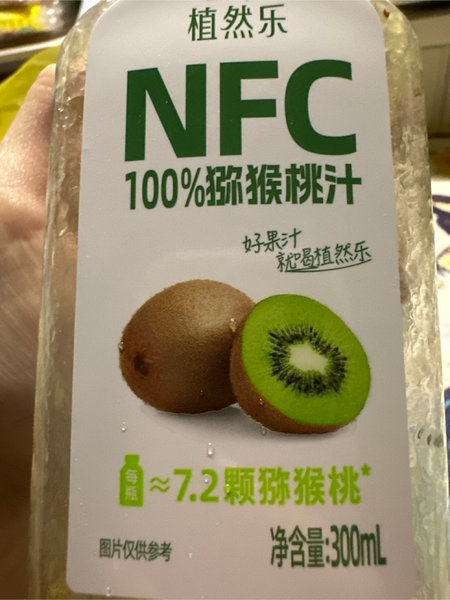 植然乐
NFC
100%猕猴桃汁
好果汁
就喝植然乐
每瓶
≈7.2颗猕猴桃*
图片仅供参考
净含量:300mL